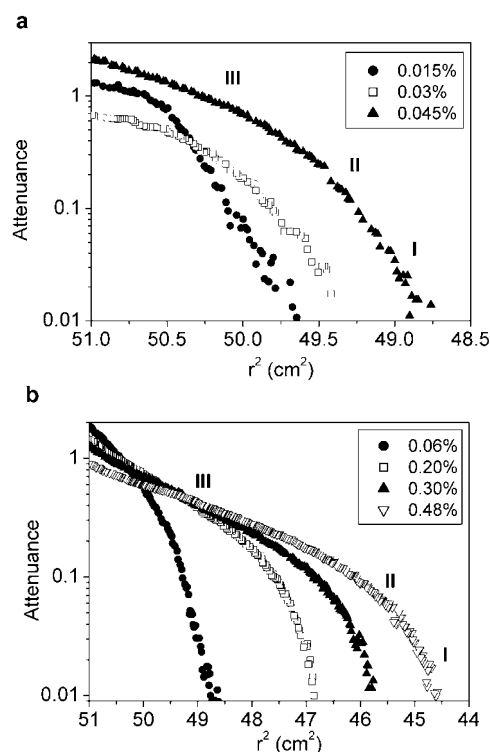 a
III
II
I
0.015%
0.03%
0.045%
Attenuance
1
0.1
0.01
51.0 50.5 50.0 49.5 49.0 48.5
r² (cm²)
b
III
II
I
0.06%
0.20%
0.30%
0.48%
Attenuance
1
0.1
0.01
51 50 49 48 47 46 45 44
r² (cm²)